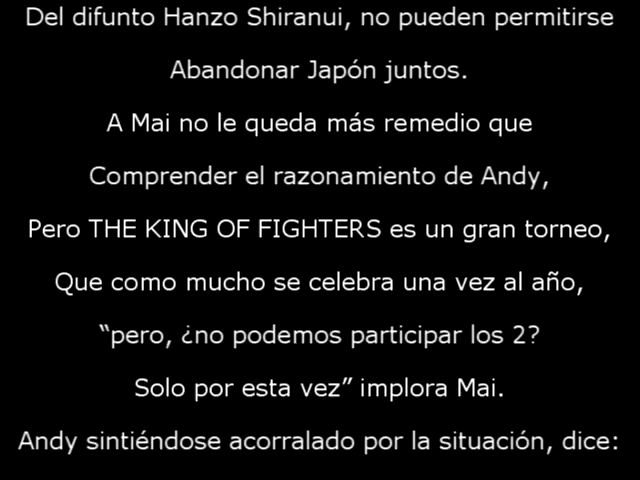 Del difunto Hanzo Shiranui, no pueden permitirse
Abandonar Japón juntos.
A Mai no le queda más remedio que
Comprender el razonamiento de Andy,
Pero THE KING OF FIGHTERS es un gran torneo,
Que como mucho se celebra una vez al año,
“pero, ¿no podemos participar los 2?
Solo por esta vez” implora Mai.
Andy sintiéndose acorralado por la situación, dice: